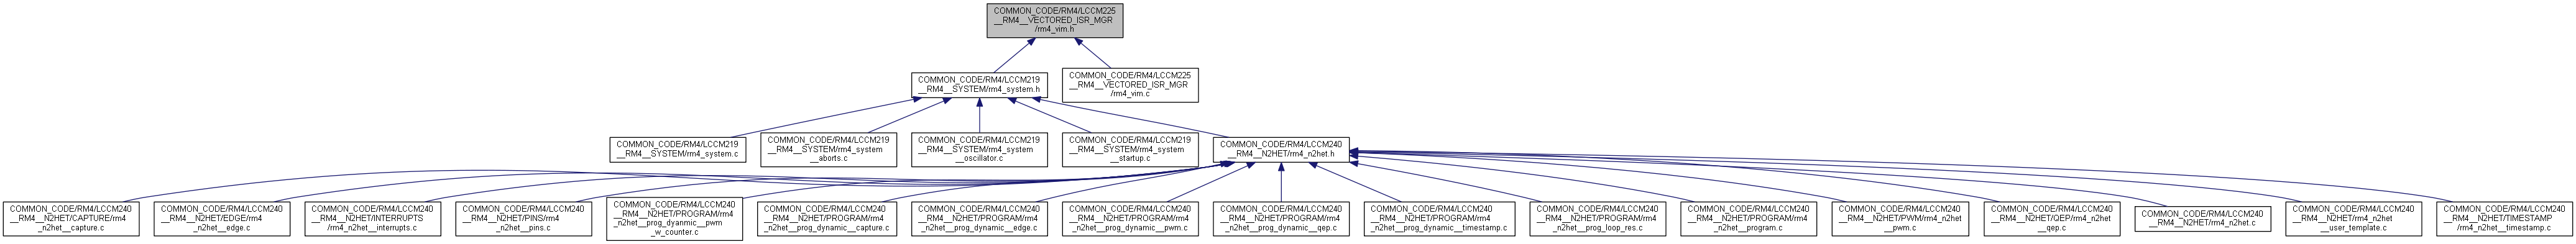 COMMON_CODE/RM4/LCCM225
__RM4__VECTORED_ISR_MGR
/rm4_vim.h
COMMON_CODE/RM4/LCCM219
__RM4__SYSTEM/rm4_system.h
COMMON_CODE/RM4/LCCM225
__RM4__VECTORED_ISR_MGR
/rm4_vim.c
COMMON_CODE/RM4/LCCM219
__RM4__SYSTEM/rm4_system.c
COMMON_CODE/RM4/LCCM219
__RM4__SYSTEM/rm4_system
__aborts.c
COMMON_CODE/RM4/LCCM219
__RM4__SYSTEM/rm4_system
__oscillator.c
COMMON_CODE/RM4/LCCM219
__RM4__SYSTEM/rm4_system
__startup.c
COMMON_CODE/RM4/LCCM240
__RM4__N2HET/rm4_n2het.h
COMMON_CODE/RM4/LCCM240
__RM4__N2HET/CAPTURE/rm4
_n2het__capture.c
COMMON_CODE/RM4/LCCM240
__RM4__N2HET/EDGE/rm4
_n2het__edge.c
COMMON_CODE/RM4/LCCM240
__RM4__N2HET/INTERRUPTS
/rm4_n2het__interrupts.c
COMMON_CODE/RM4/LCCM240
__RM4__N2HET/PINS/rm4
_n2het__pins.c
COMMON_CODE/RM4/LCCM240
__RM4__N2HET/PROGRAM/rm4
_n2het__prog_dyanmic__pwm
_w_counter.c
COMMON_CODE/RM4/LCCM240
__RM4__N2HET/PROGRAM/rm4
_n2het__prog_dynamic__capture.c
COMMON_CODE/RM4/LCCM240
__RM4__N2HET/PROGRAM/rm4
_n2het__prog_dynamic__edge.c
COMMON_CODE/RM4/LCCM240
__RM4__N2HET/PROGRAM/rm4
_n2het__prog_dynamic__pwm.c
COMMON_CODE/RM4/LCCM240
__RM4__N2HET/PROGRAM/rm4
_n2het__prog_dynamic__qep.c
COMMON_CODE/RM4/LCCM240
__RM4__N2HET/PROGRAM/rm4
_n2het__prog_dynamic__timestamp.c
COMMON_CODE/RM4/LCCM240
__RM4__N2HET/PROGRAM/rm4
_n2het__prog_loop_res.c
COMMON_CODE/RM4/LCCM240
__RM4__N2HET/PROGRAM/rm4
_n2het__program.c
COMMON_CODE/RM4/LCCM240
__RM4__N2HET/PWM/rm4_n2het
__pwm.c
COMMON_CODE/RM4/LCCM240
__RM4__N2HET/QEP/rm4_n2het
__qep.c
COMMON_CODE/RM4/LCCM240
__RM4__N2HET/rm4_n2het.c
COMMON_CODE/RM4/LCCM240
__RM4__N2HET/rm4_n2het
__user_template.c
COMMON_CODE/RM4/LCCM240
__RM4__N2HET/TIMESTAMP
/rm4_n2het__timestamp.c